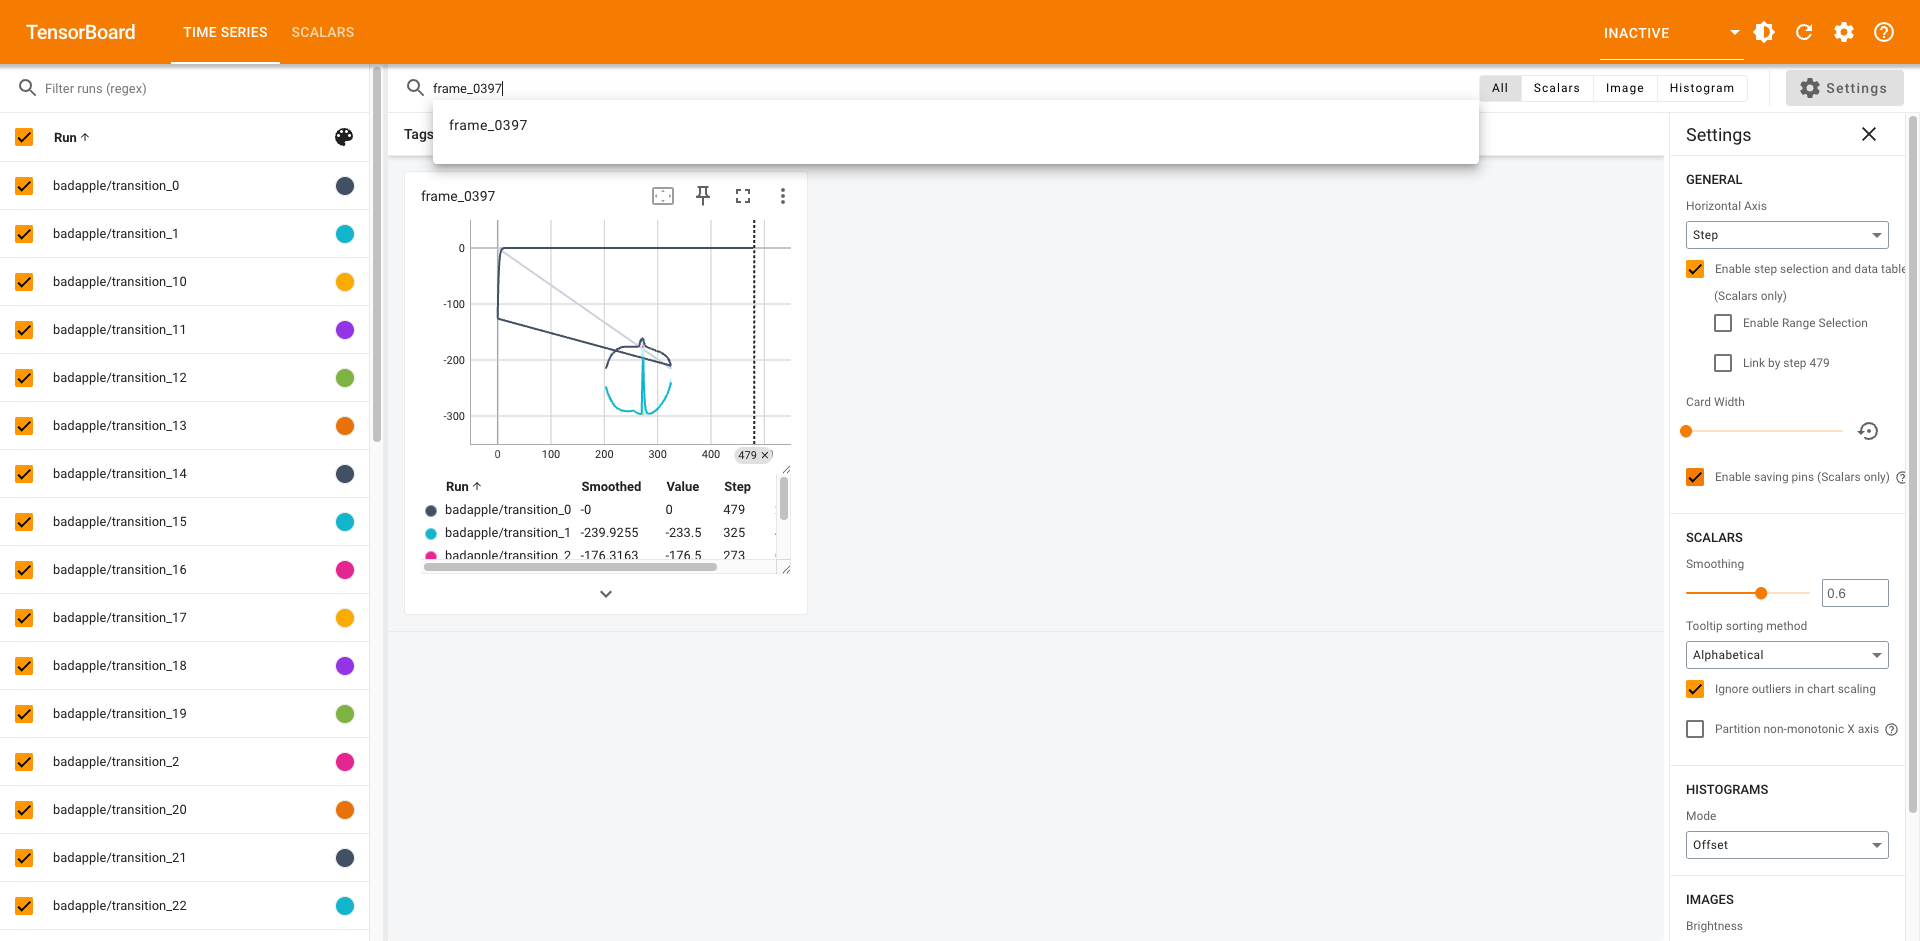 TensorBoard
TIME SERIES
SCALARS
INACTIVE
Filter runs (regex)
frame_0397
All
Scalars
Image
Histogram
Settings
Run
badapple/transition_0
badapple/transition_1
badapple/transition_10
badapple/transition_11
badapple/transition_12
badapple/transition_13
badapple/transition_14
badapple/transition_15
badapple/transition_16
badapple/transition_17
badapple/transition_18
badapple/transition_19
badapple/transition_2
badapple/transition_20
badapple/transition_21
badapple/transition_22
Tags
frame_0397
frame_0397
0
-100
-200
-300
0 100 200 300 400 479
Run Smoothed Value Step
badapple/transition_0 -0 0 479
badapple/transition_1 -239.9255 -233.5 325
badapple/transition_2 -176.3163 -176.5 273
Settings
GENERAL
Horizontal Axis
Step
Enable step selection and data table
(Scalars only)
Enable Range Selection
Link by step 479
Card Width
Enable saving pins (Scalars only)
SCALARS
Smoothing
0.6
Tooltip sorting method
Alphabetical
Ignore outliers in chart scaling
Partition non-monotonic X axis
HISTOGRAMS
Mode
Offset
IMAGES
Brightness